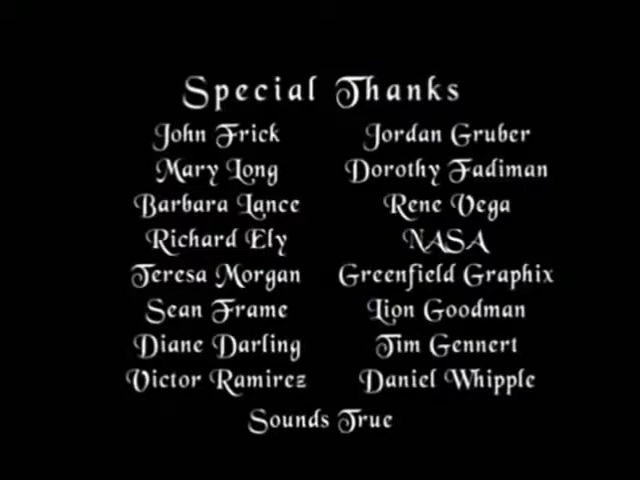 Special Thanks
John Frick Jordan Gruber
Mary Long Dorothy Fadiman
Barbara Lance Rene Vega
Richard Ely NASA
Teresa Morgan Greenfield Graphix
Sean Frame Lion Goodman
Diane Darling Tim Gennert
Victor Ramirez Daniel Whipple
Sounds True